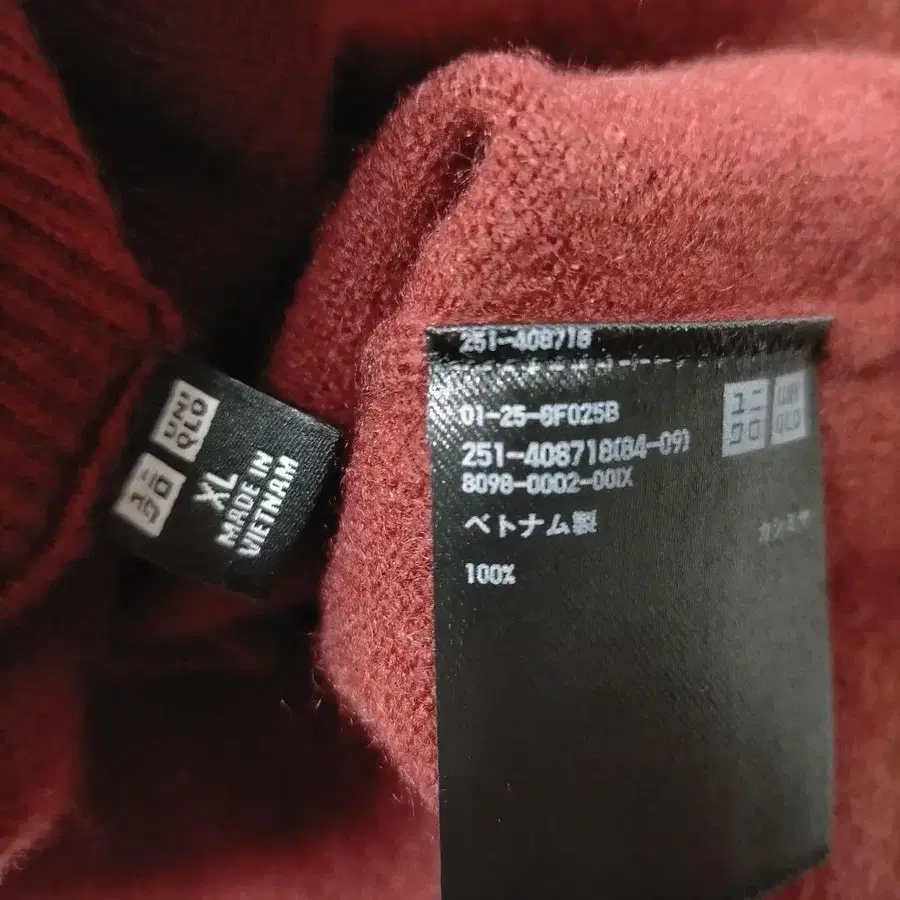 UNI
QLO
ユニ
クロ
XL
MADE IN
VIETNAM
251-408718
01-25-8F025B
251-408718(84-09)
8098-0002-001X
ベトナム製
カシミヤ
100%
ユニ
クロ
UNI
QLO